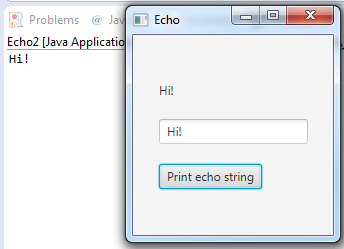 Problems @ Jav
Echo2 [Java Applicatio
Hi!
Echo
Hi!
Hi!
Print echo string